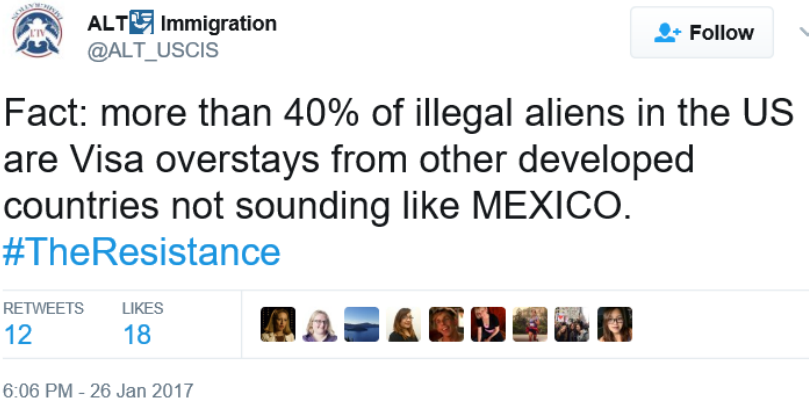 ALT Immigration
@ALT_USCIS
Follow
Fact: more than 40% of illegal aliens in the US
are Visa overstays from other developed
countries not sounding like MEXICO.
#TheResistance
RETWEETS LIKES
12 18
6:06 PM - 26 Jan 2017